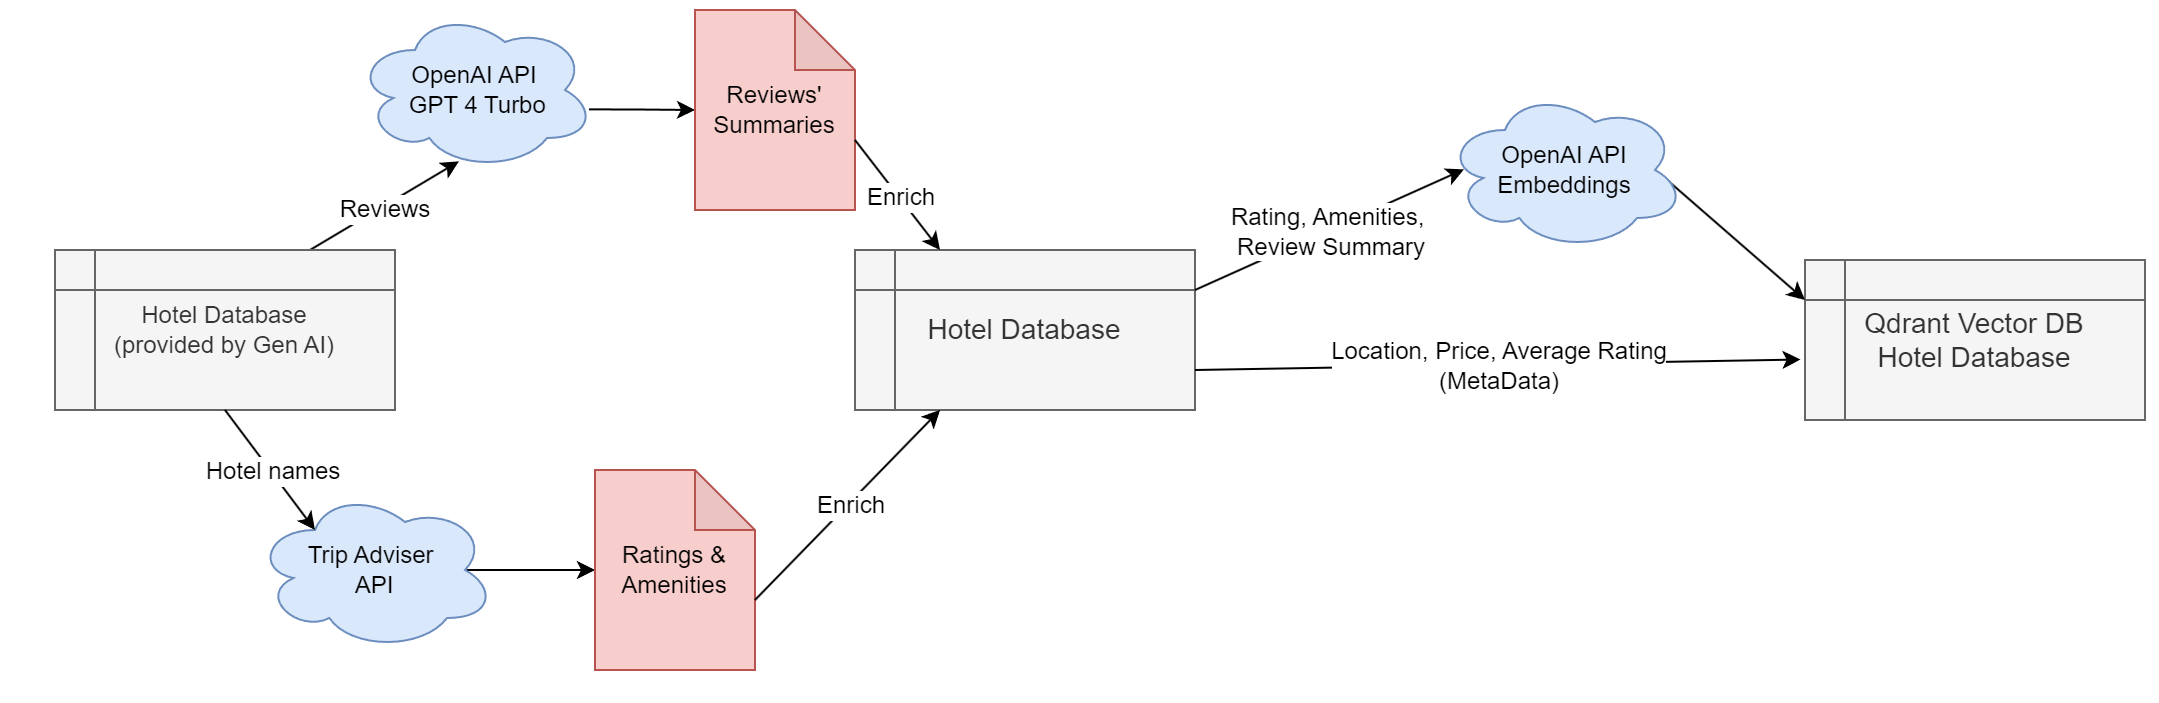 OpenAI API
GPT 4 Turbo
Reviews'
Summaries
Reviews
Enrich
Hotel Database
(provided by Gen AI)
Hotel names
Trip Adviser
API
Ratings &
Amenities
Enrich
Hotel Database
Rating, Amenities,
Review Summary
OpenAI API
Embeddings
Location, Price, Average Rating
(MetaData)
Qdrant Vector DB
Hotel Database